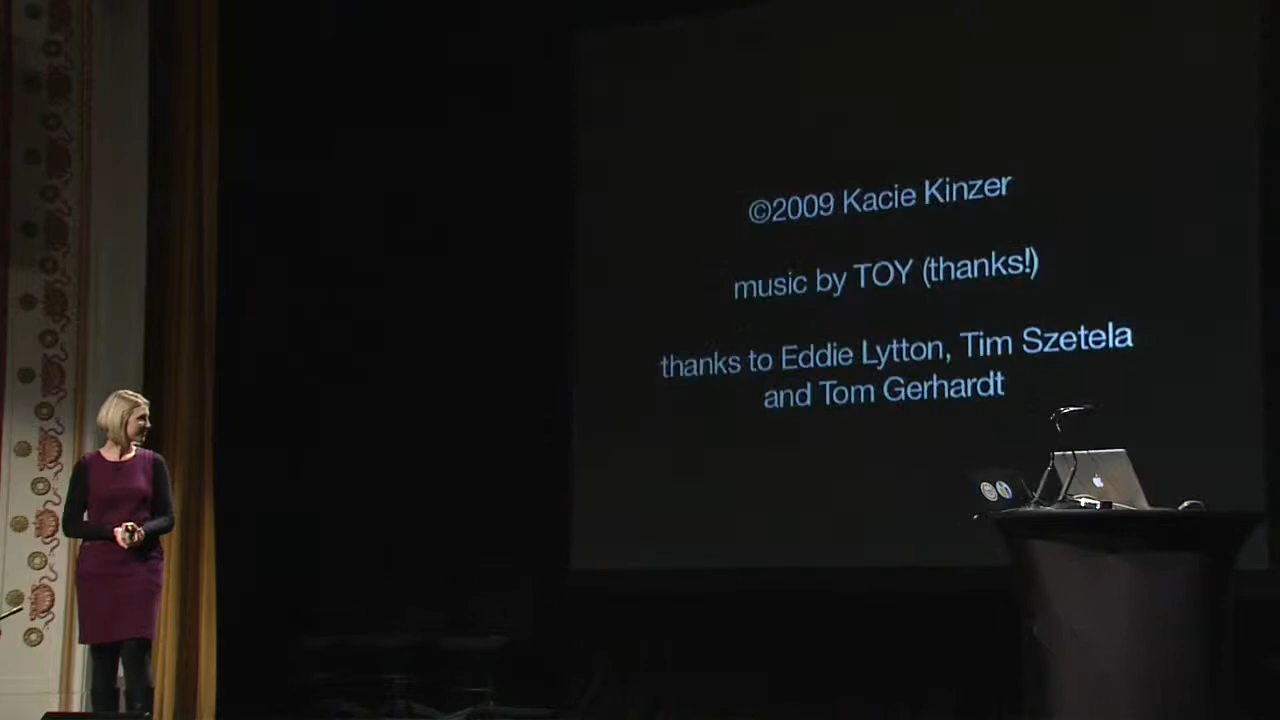 ©2009 Kacie Kinzer
music by TOY (thanks!)
thanks to Eddie Lytton, Tim Szetela
and Tom Gerhardt